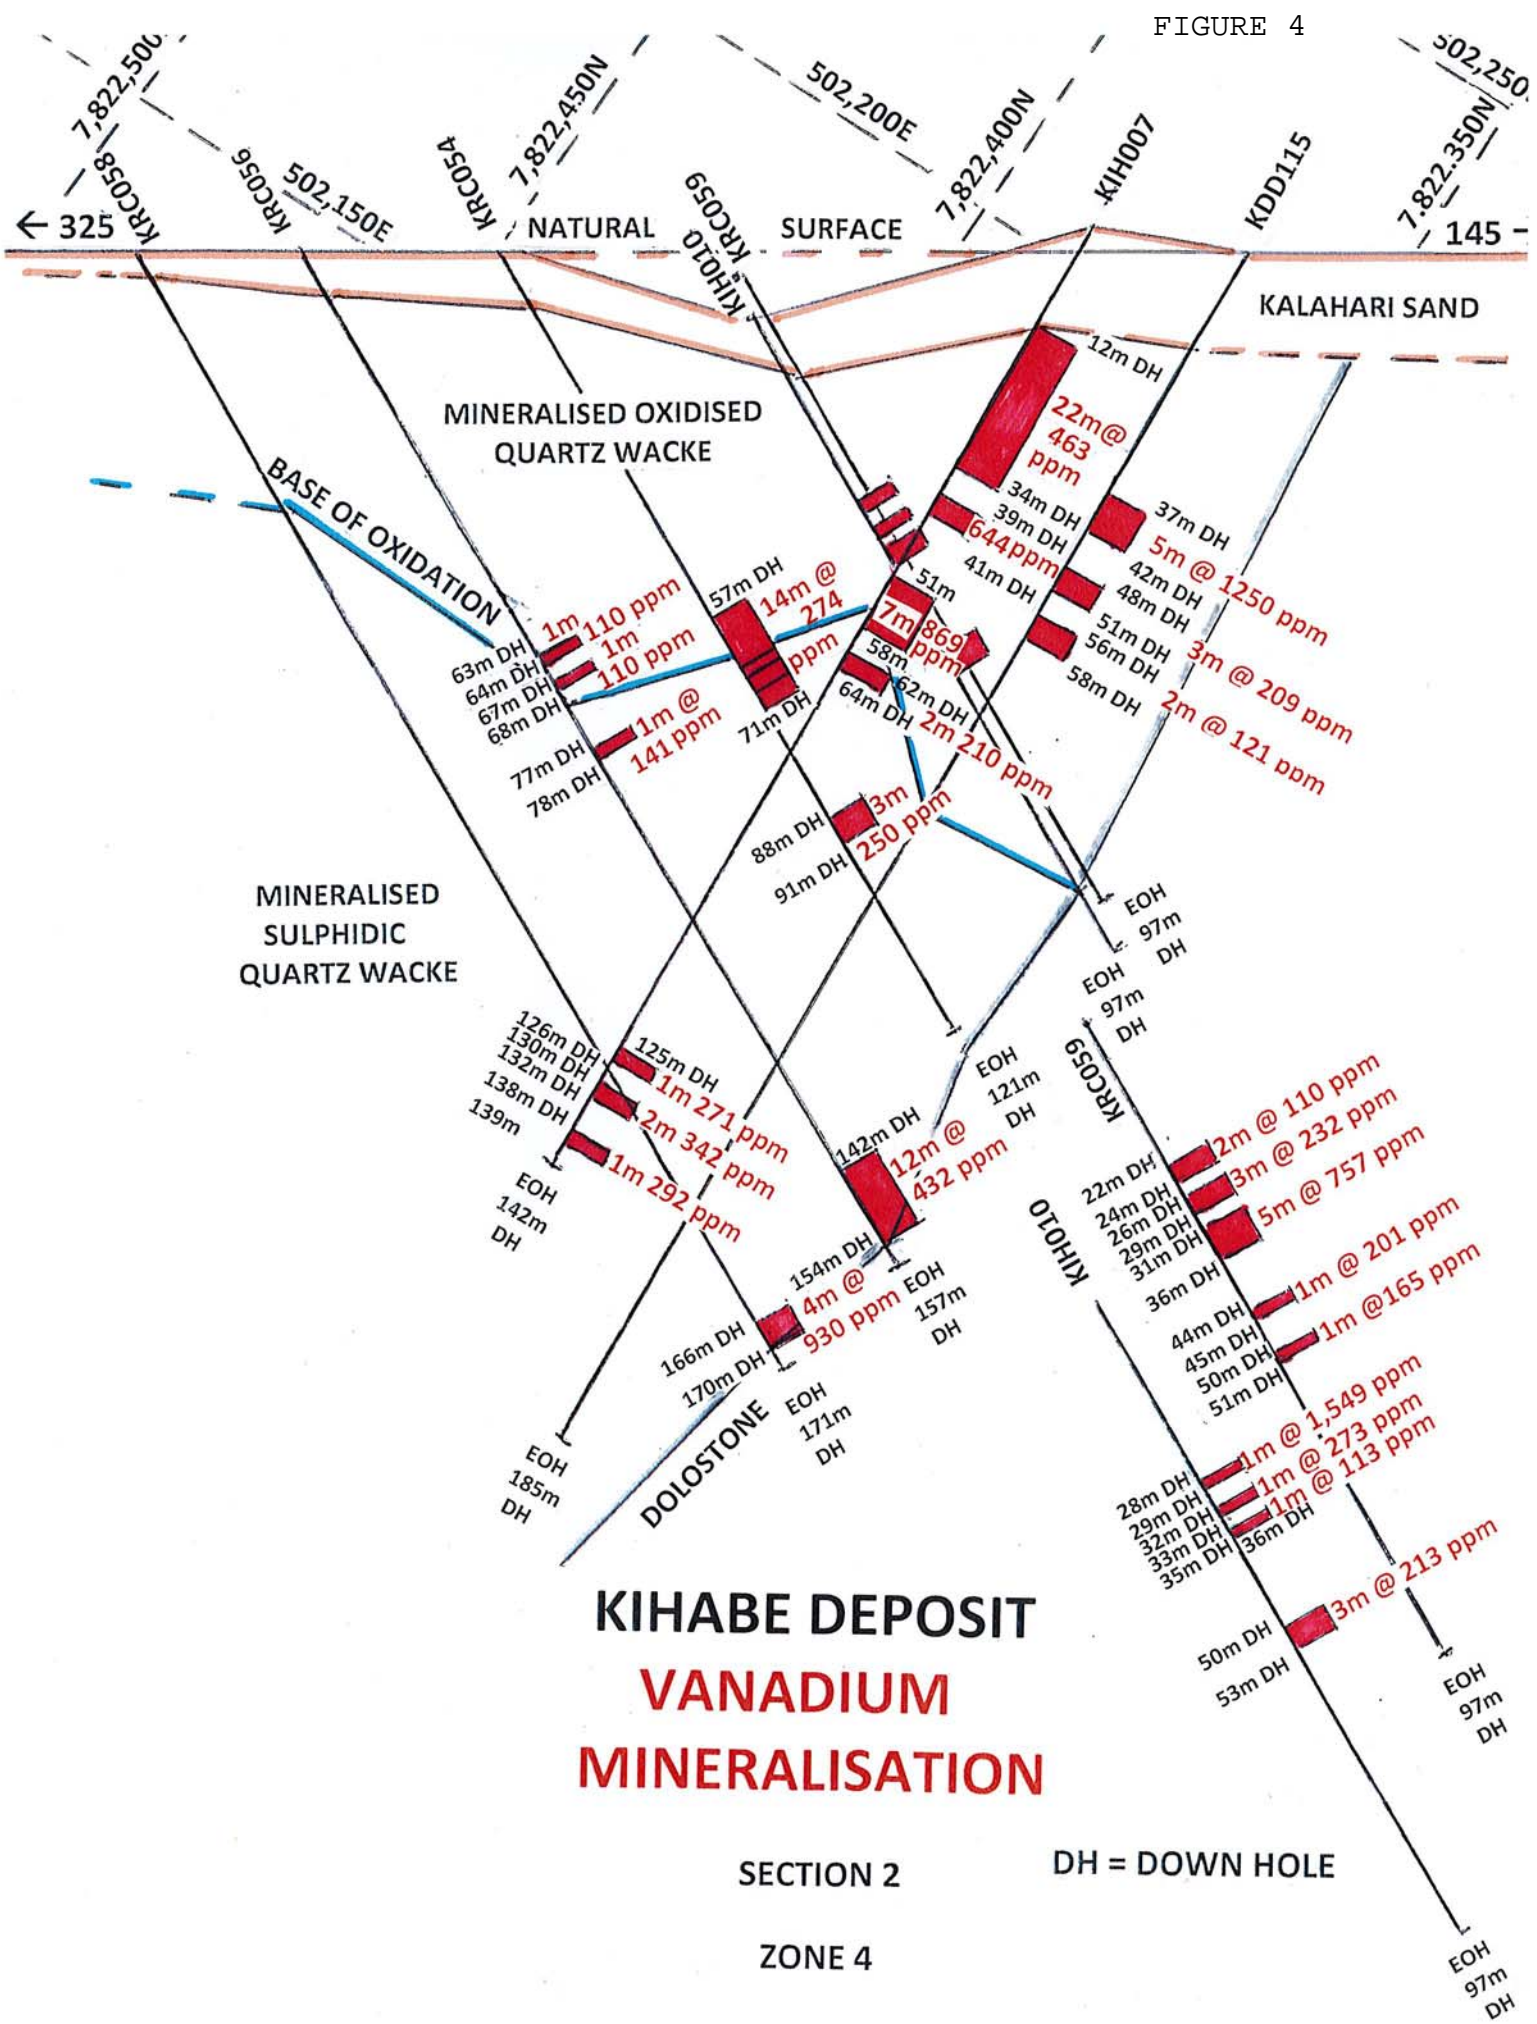 FIGURE 4
7,822,500
502,250
7,822,450N
502,200E
7,822,400N
7.822.350N
KRC058
KRC056
502,150E
KRC054
KRC059
KIH010
KIH007
KDD115
← 325
NATURAL SURFACE
145 -
KALAHARI SAND
MINERALISED OXIDISED
QUARTZ WACKE
BASE OF OXIDATION
12m DH
22m@
463
ppm
34m DH
39m DH
644ppm
41m DH
37m DH
5m @ 1250 ppm
42m DH
48m DH
51m DH
3m @ 209 ppm
56m DH
58m DH
2m @ 121 ppm
51m
7m 869
ppm
58m
62m DH
64m DH
2m 210 ppm
57m DH
14m @
274
ppm
71m DH
1m
110 ppm
1m
110 ppm
63m DH
64m DH
67m DH
68m DH
1m @
141 ppm
77m DH
78m DH
3m
250 ppm
88m DH
91m DH
MINERALISED
SULPHIDIC
QUARTZ WACKE
EOH
97m
DH
EOH
97m
DH
EOH
121m
DH
126m DH
130m DH
132m DH
138m DH
139m
125m DH
1m 271 ppm
2m 342 ppm
1m 292 ppm
EOH
142m
DH
142m DH
12m @
432 ppm
154m DH
EOH
157m
DH
4m @
930 ppm
166m DH
170m DH
EOH
171m
DH
EOH
185m
DH
DOLOSTONE
KRC059
2m @ 110 ppm
3m @ 232 ppm
5m @ 757 ppm
22m DH
24m DH
26m DH
29m DH
31m DH
36m DH
1m @ 201 ppm
1m @165 ppm
44m DH
45m DH
50m DH
51m DH
EOH
97m
DH
KIH010
1m @ 1,549 ppm
1m @ 273 ppm
1m @ 113 ppm
28m DH
29m DH
32m DH
33m DH
35m DH
36m DH
3m @ 213 ppm
50m DH
53m DH
EOH
97m
DH
KIHABE DEPOSIT
VANADIUM
MINERALISATION
SECTION 2
DH = DOWN HOLE
ZONE 4